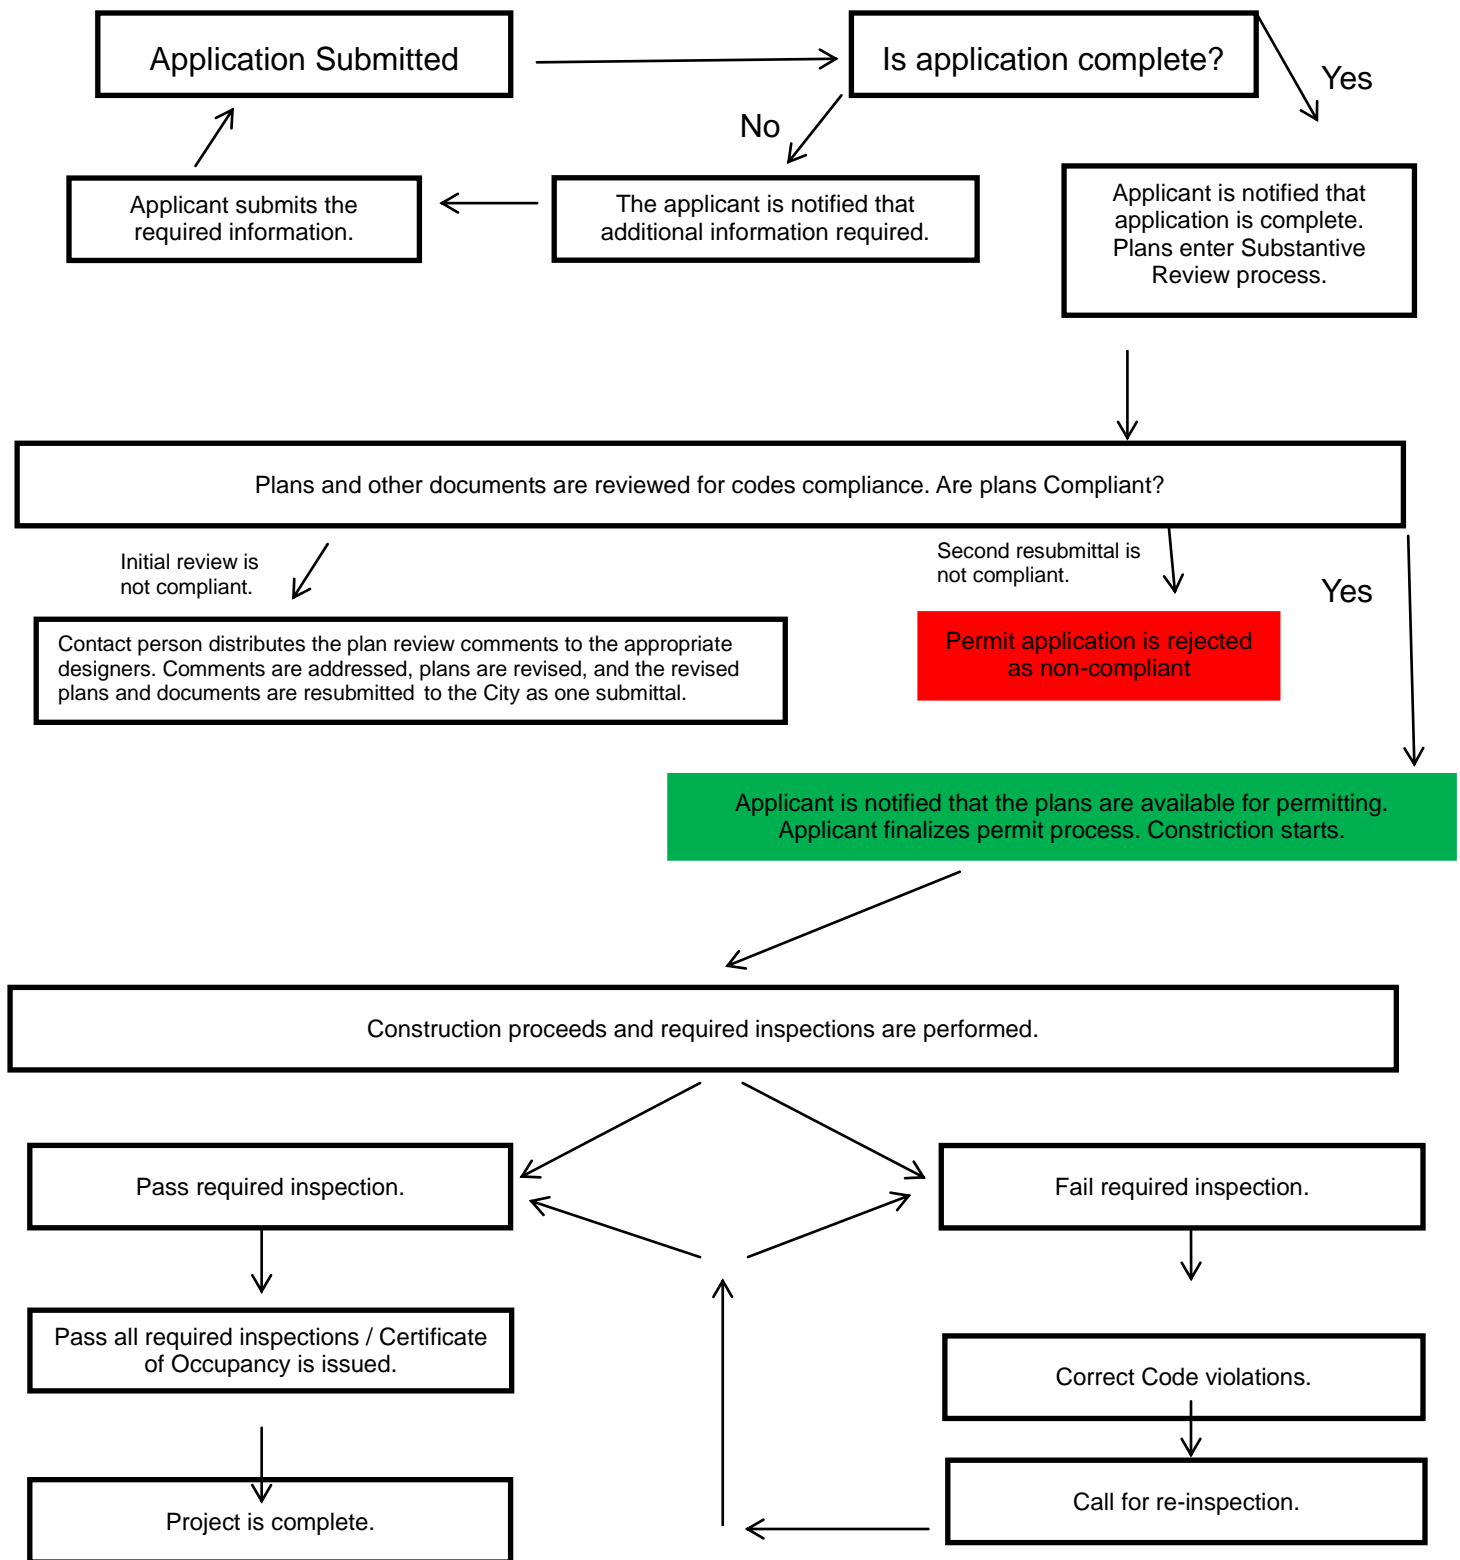 Application Submitted
Is application complete?
Yes
No
Applicant submits the
required information.
The applicant is notified that
additional information required.
Applicant is notified that
application is complete.
Plans enter Substantive
Review process.
Plans and other documents are reviewed for codes compliance. Are plans Compliant?
Initial review is
not compliant.
Second resubmittal is
not compliant.
Yes
Contact person distributes the plan review comments to the appropriate
designers. Comments are addressed, plans are revised, and the revised
plans and documents are resubmitted to the City as one submittal.
Permit application is rejected
as non-compliant
Applicant is notified that the plans are available for permitting.
Applicant finalizes permit process. Constriction starts.
Construction proceeds and required inspections are performed.
Pass required inspection.
Fail required inspection.
Pass all required inspections / Certificate
of Occupancy is issued.
Correct Code violations.
Call for re-inspection.
Project is complete.